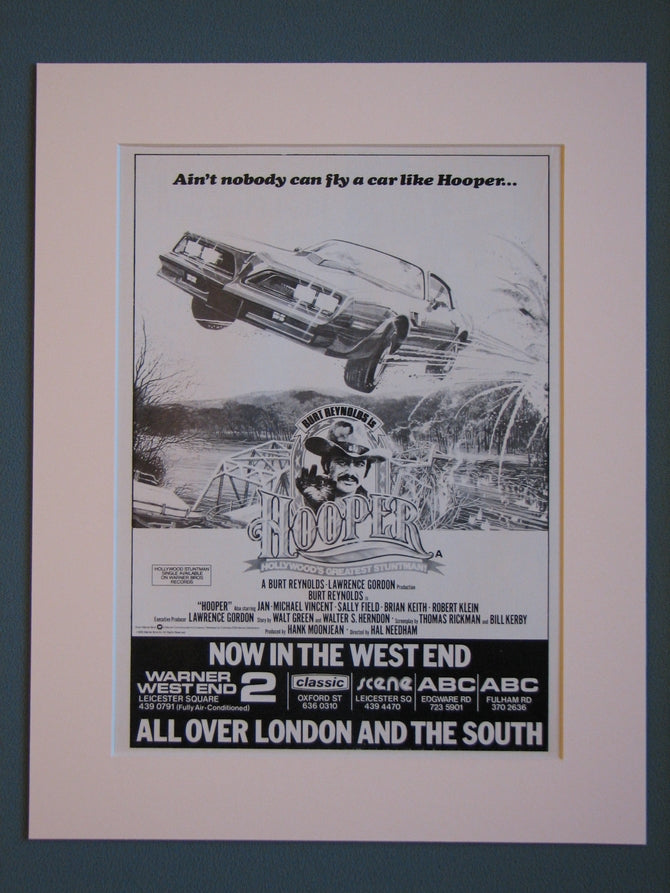 Ain't nobody can fly a car like Hooper...
BURT REYNOLDS IS
HOOPER
A
HOLLYWOOD'S GREATEST STUNTMAN!
HOLLYWOOD STUNTMAN
SINGLE AVAILABLE
ON WARNER BROS
RECORDS
A BURT REYNOLDS · LAWRENCE GORDON Production
BURT REYNOLDS in
"HOOPER" Also starring JAN-MICHAEL VINCENT · SALLY FIELD · BRIAN KEITH · ROBERT KLEIN
Executive Producer LAWRENCE GORDON Story by WALT GREEN and WALTER S. HERNDON · Screenplay by THOMAS RICKMAN and BILL KERBY
Produced by HANK MOONJEAN · Directed by HAL NEEDHAM
NOW IN THE WEST END
WARNER WEST END 2
LEICESTER SQUARE
439 0791 (Fully Air-Conditioned)
classic
OXFORD ST
636 0310
scene
LEICESTER SQ
439 4470
ABC
EDGWARE RD
723 5901
ABC
FULHAM RD
370 2636
ALL OVER LONDON AND THE SOUTH